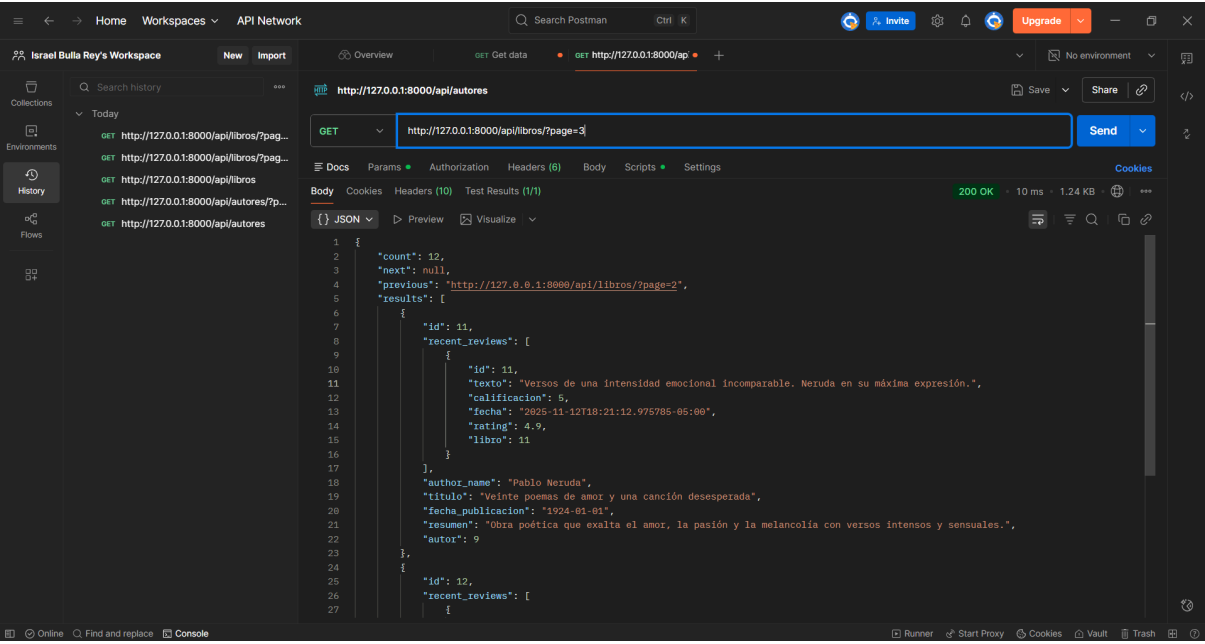 Home Workspaces API Network Search Postman Ctrl K Invite Upgrade
Israel Bulla Rey's Workspace New Import Overview GET Get data GET http://127.0.0.1:8000/ap No environment
Collections
Environments
History
Flows
Search history
Today
GET http://127.0.0.1:8000/api/libros/?pag...
GET http://127.0.0.1:8000/api/libros/?pag...
GET http://127.0.0.1:8000/api/libros
GET http://127.0.0.1:8000/api/autores/?p...
GET http://127.0.0.1:8000/api/autores
HTTP http://127.0.0.1:8000/api/autores Save Share
GET http://127.0.0.1:8000/api/libros/?page=3 Send
Docs Params Authorization Headers (6) Body Scripts Settings Cookies
Body Cookies Headers (10) Test Results (1/1) 200 OK 10 ms 1.24 KB
{} JSON Preview Visualize
1 {
2 "count": 12,
3 "next": null,
4 "previous": "http://127.0.0.1:8000/api/libros/?page=2",
5 "results": [
6 {
7 "id": 11,
8 "recent_reviews": [
9 {
10 "id": 11,
11 "texto": "Versos de una intensidad emocional incomparable. Neruda en su máxima expresión.",
12 "calificacion": 5,
13 "fecha": "2025-11-12T18:21:12.975785-05:00",
14 "rating": 4.9,
15 "libro": 11
16 }
17 ],
18 "author_name": "Pablo Neruda",
19 "titulo": "Veinte poemas de amor y una canción desesperada",
20 "fecha_publicacion": "1924-01-01",
21 "resumen": "Obra poética que exalta el amor, la pasión y la melancolía con versos intensos y sensuales.",
22 "autor": 9
23 },
24 {
25 "id": 12,
26 "recent_reviews": [
27 {
Online Find and replace Console Runner Start Proxy Cookies Vault Trash